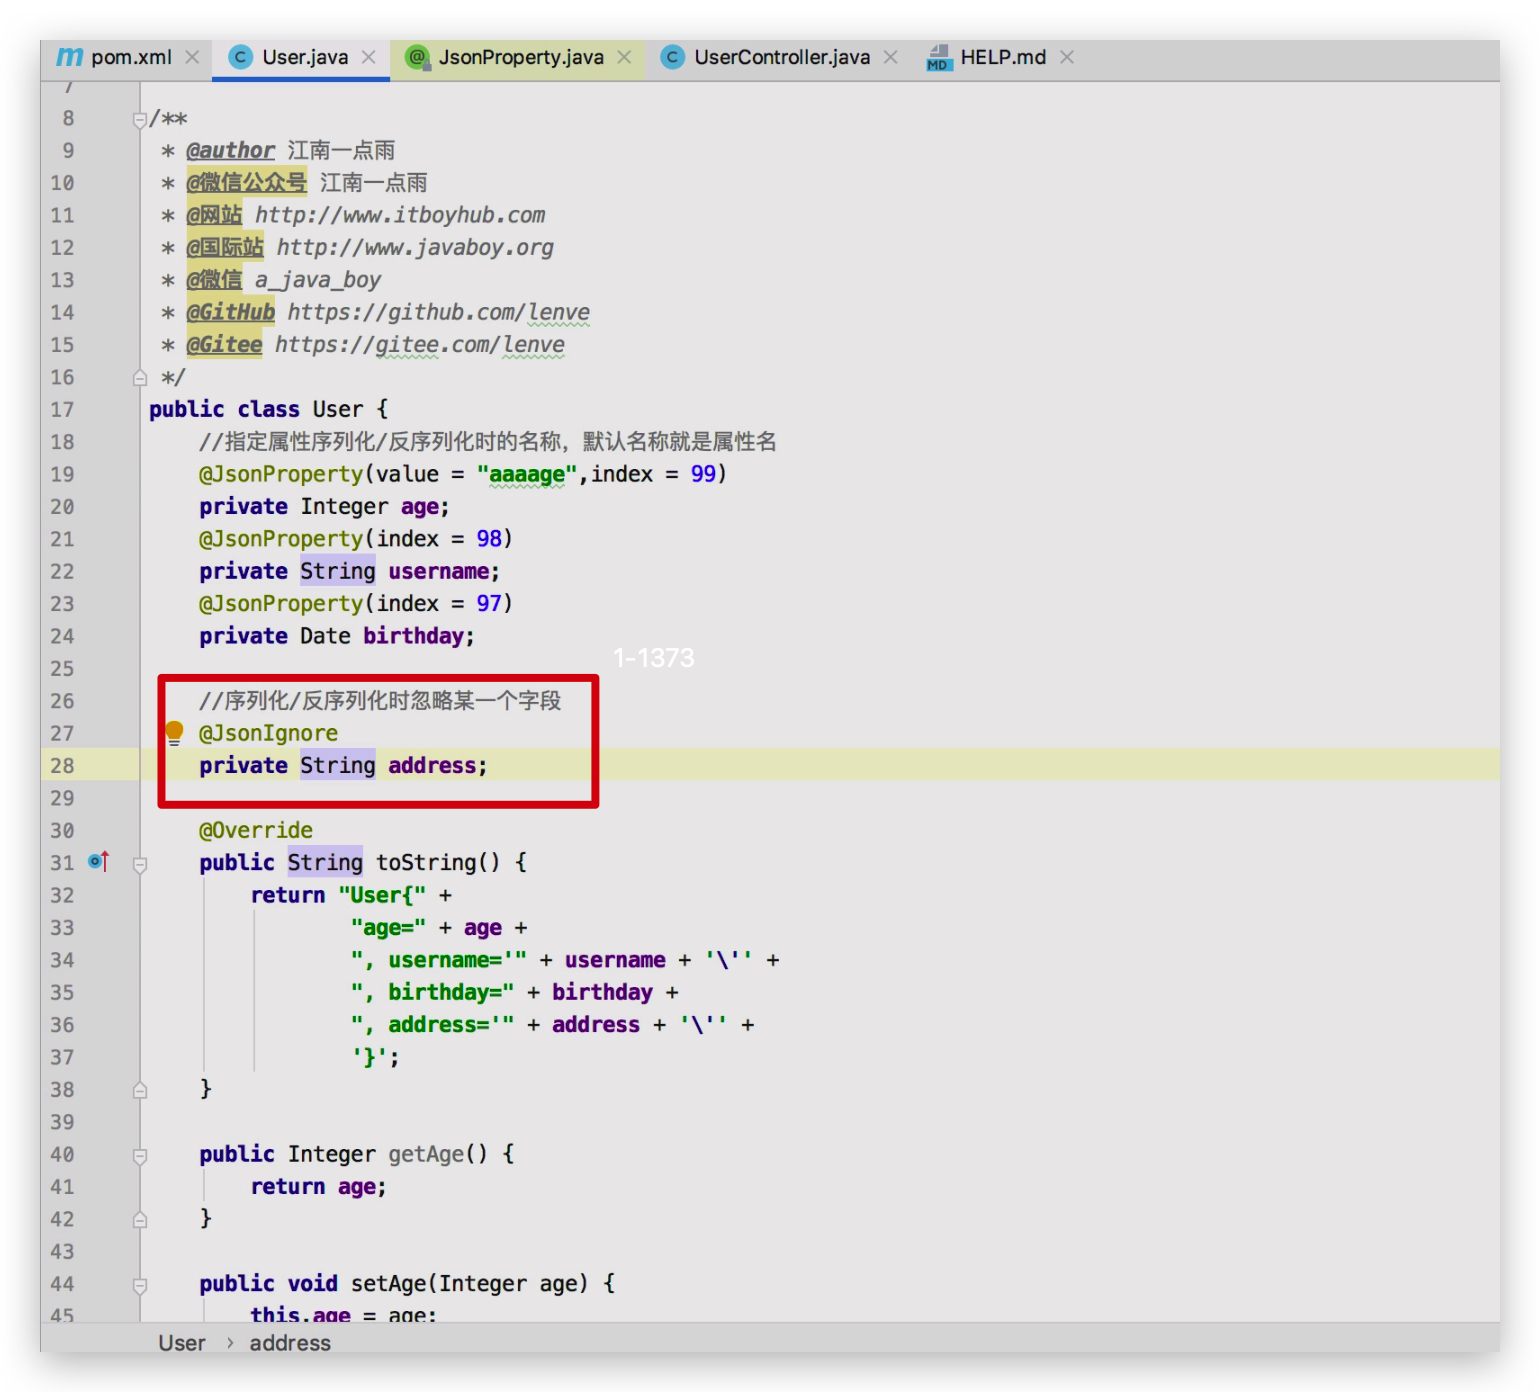 pom.xml User.java JsonProperty.java UserController.java MD HELP.md
7
8 /**
9 * @author 江南一点雨
10 * @微信公众号 江南一点雨
11 * @网站 http://www.itboyhub.com
12 * @国际站 http://www.javaboy.org
13 * @微信 a_java_boy
14 * @GitHub https://github.com/lenve
15 * @Gitee https://gitee.com/lenve
16 */
17 public class User {
18 //指定属性序列化/反序列化时的名称，默认名称就是属性名
19 @JsonProperty(value = "aaaage",index = 99)
20 private Integer age;
21 @JsonProperty(index = 98)
22 private String username;
23 @JsonProperty(index = 97)
24 private Date birthday;
1-1373
25
26 //序列化/反序列化时忽略某一个字段
27 @JsonIgnore
28 private String address;
29
30 @Override
31 public String toString() {
32 return "User{" +
33 "age=" + age +
34 ", username='" + username + '\'' +
35 ", birthday=" + birthday +
36 ", address='" + address + '\'' +
37 '}';
38 }
39
40 public Integer getAge() {
41 return age;
42 }
43
44 public void setAge(Integer age) {
45 this.age = age;
User › address